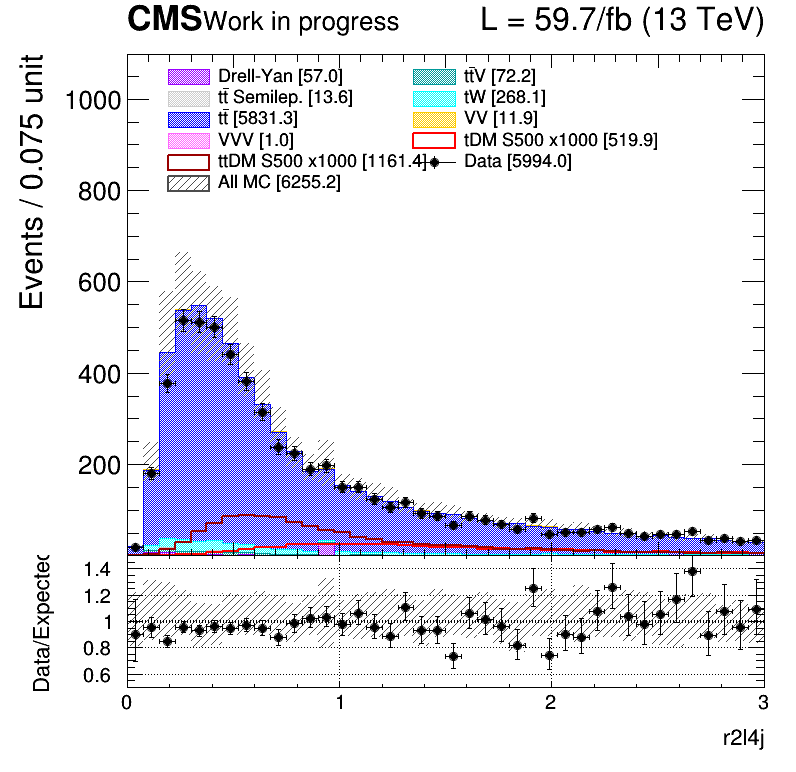 CMS Work in progress L = 59.7/fb (13 TeV)
Events / 0.075 unit
1000
800
600
400
200
Drell-Yan [57.0]
tt̄V [72.2]
tt̄ Semilep. [13.6]
tW [268.1]
tt̄ [5831.3]
VV [11.9]
VVV [1.0]
tDM S500 x1000 [519.9]
ttDM S500 x1000 [1161.4]
Data [5994.0]
All MC [6255.2]
Data/Expected
1.4
1.2
1
0.8
0.6
0 1 2 3
r2l4j